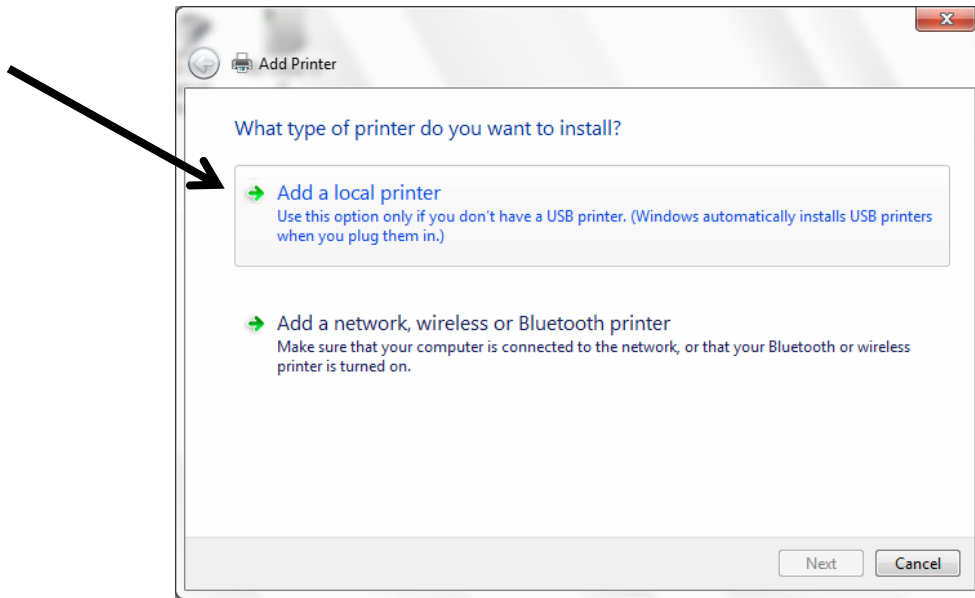 Add Printer
What type of printer do you want to install?
Add a local printer
Use this option only if you don't have a USB printer. (Windows automatically installs USB printers
when you plug them in.)
Add a network, wireless or Bluetooth printer
Make sure that your computer is connected to the network, or that your Bluetooth or wireless
printer is turned on.
Next Cancel